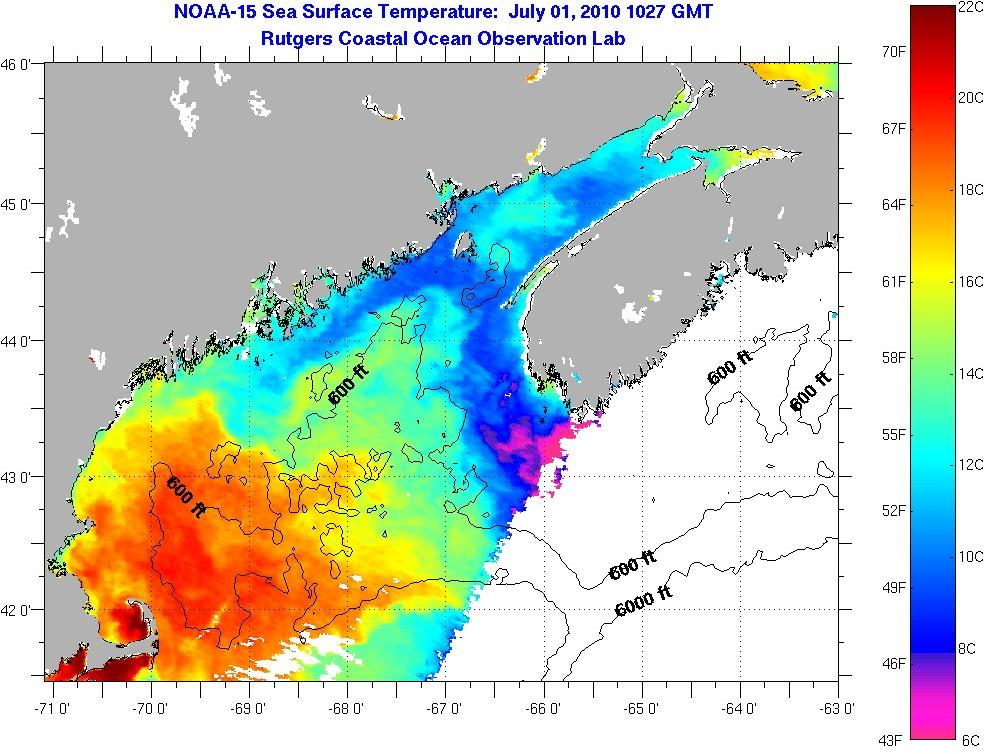 NOAA-15 Sea Surface Temperature: July 01, 2010 1027 GMT
Rutgers Coastal Ocean Observation Lab
46 0'
45 0'
44 0'
43 0'
42 0'
600 ft
600 ft
600 ft
600 ft
600 ft
6000 ft
-71 0'
-70 0'
-69 0'
-68 0'
-67 0'
-66 0'
-65 0'
-64 0'
-63 0'
22C
70F
20C
67F
18C
64F
61F
16C
58F
14C
55F
12C
52F
10C
49F
8C
46F
43F
6C